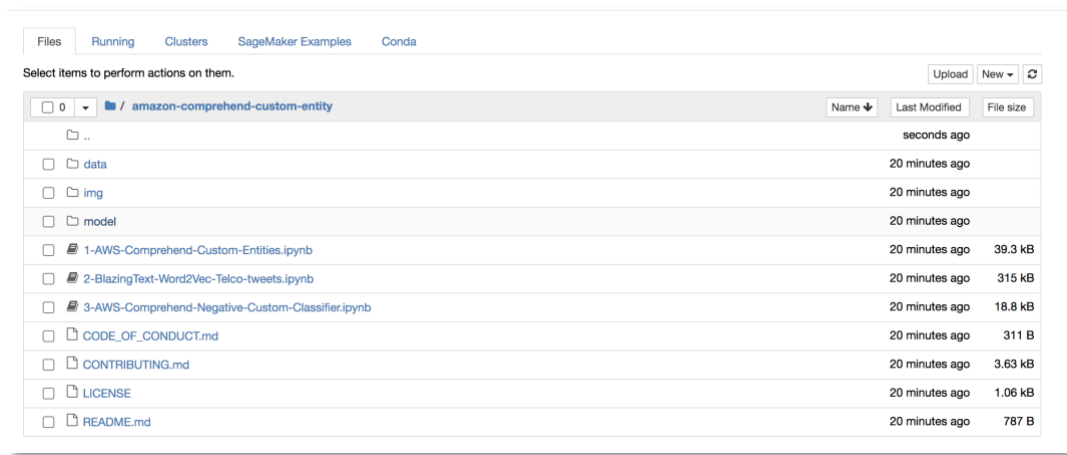 Files Running Clusters SageMaker Examples Conda
Select items to perform actions on them. Upload New
0 / amazon-comprehend-custom-entity Name Last Modified File size
.. seconds ago
data 20 minutes ago
img 20 minutes ago
model 20 minutes ago
1-AWS-Comprehend-Custom-Entities.ipynb 20 minutes ago 39.3 kB
2-BlazingText-Word2Vec-Telco-tweets.ipynb 20 minutes ago 315 kB
3-AWS-Comprehend-Negative-Custom-Classifier.ipynb 20 minutes ago 18.8 kB
CODE_OF_CONDUCT.md 20 minutes ago 311 B
CONTRIBUTING.md 20 minutes ago 3.63 kB
LICENSE 20 minutes ago 1.06 kB
README.md 20 minutes ago 787 B